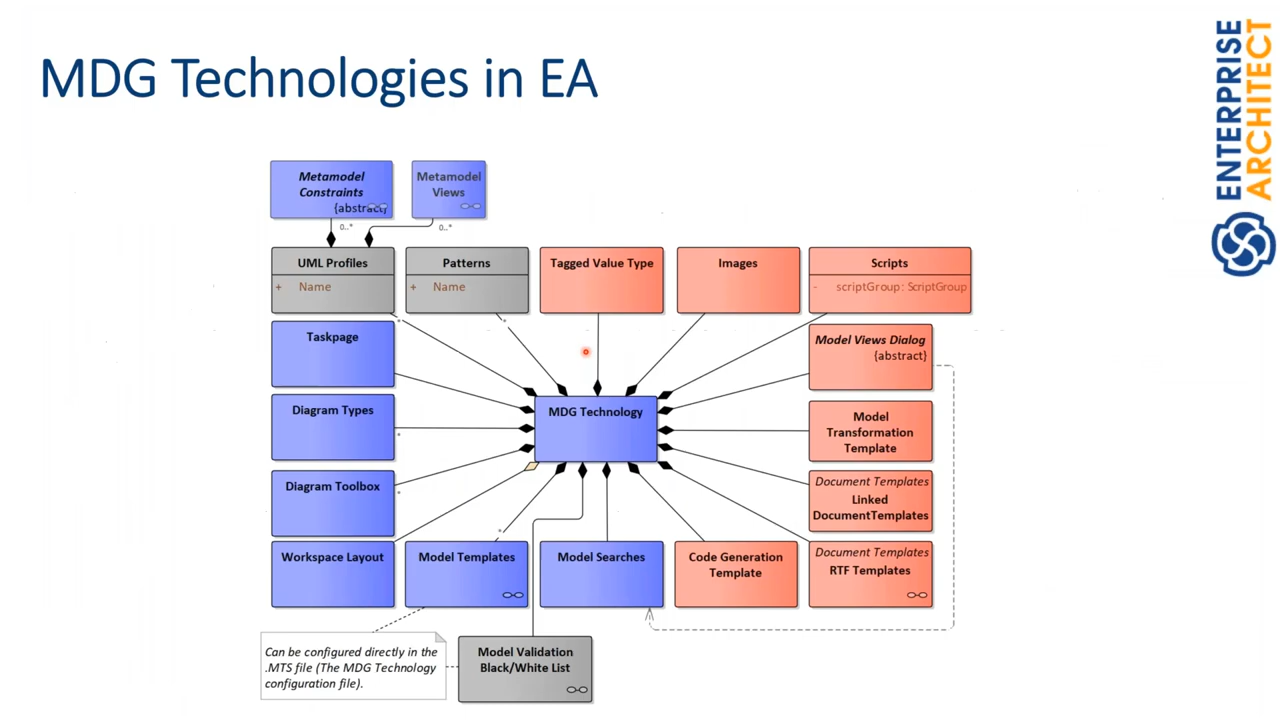 MDG Technologies in EA
ENTERPRISE
ARCHITECT
Metamodel
Constraints
{abstract}
Metamodel
Views
0..*
0..*
UML Profiles
+ Name
Patterns
+ Name
Tagged Value Type
Images
Scripts
- scriptGroup: ScriptGroup
*
*
Taskpage
Model Views Dialog
{abstract}
MDG Technology
Diagram Types
*
Model
Transformation
Template
Diagram Toolbox
*
Document Templates
Linked
DocumentTemplates
*
Workspace Layout
Model Templates
Model Searches
Code Generation
Template
Document Templates
RTF Templates
Can be configured directly in the
.MTS file (The MDG Technology
configuration file).
Model Validation
Black/White List